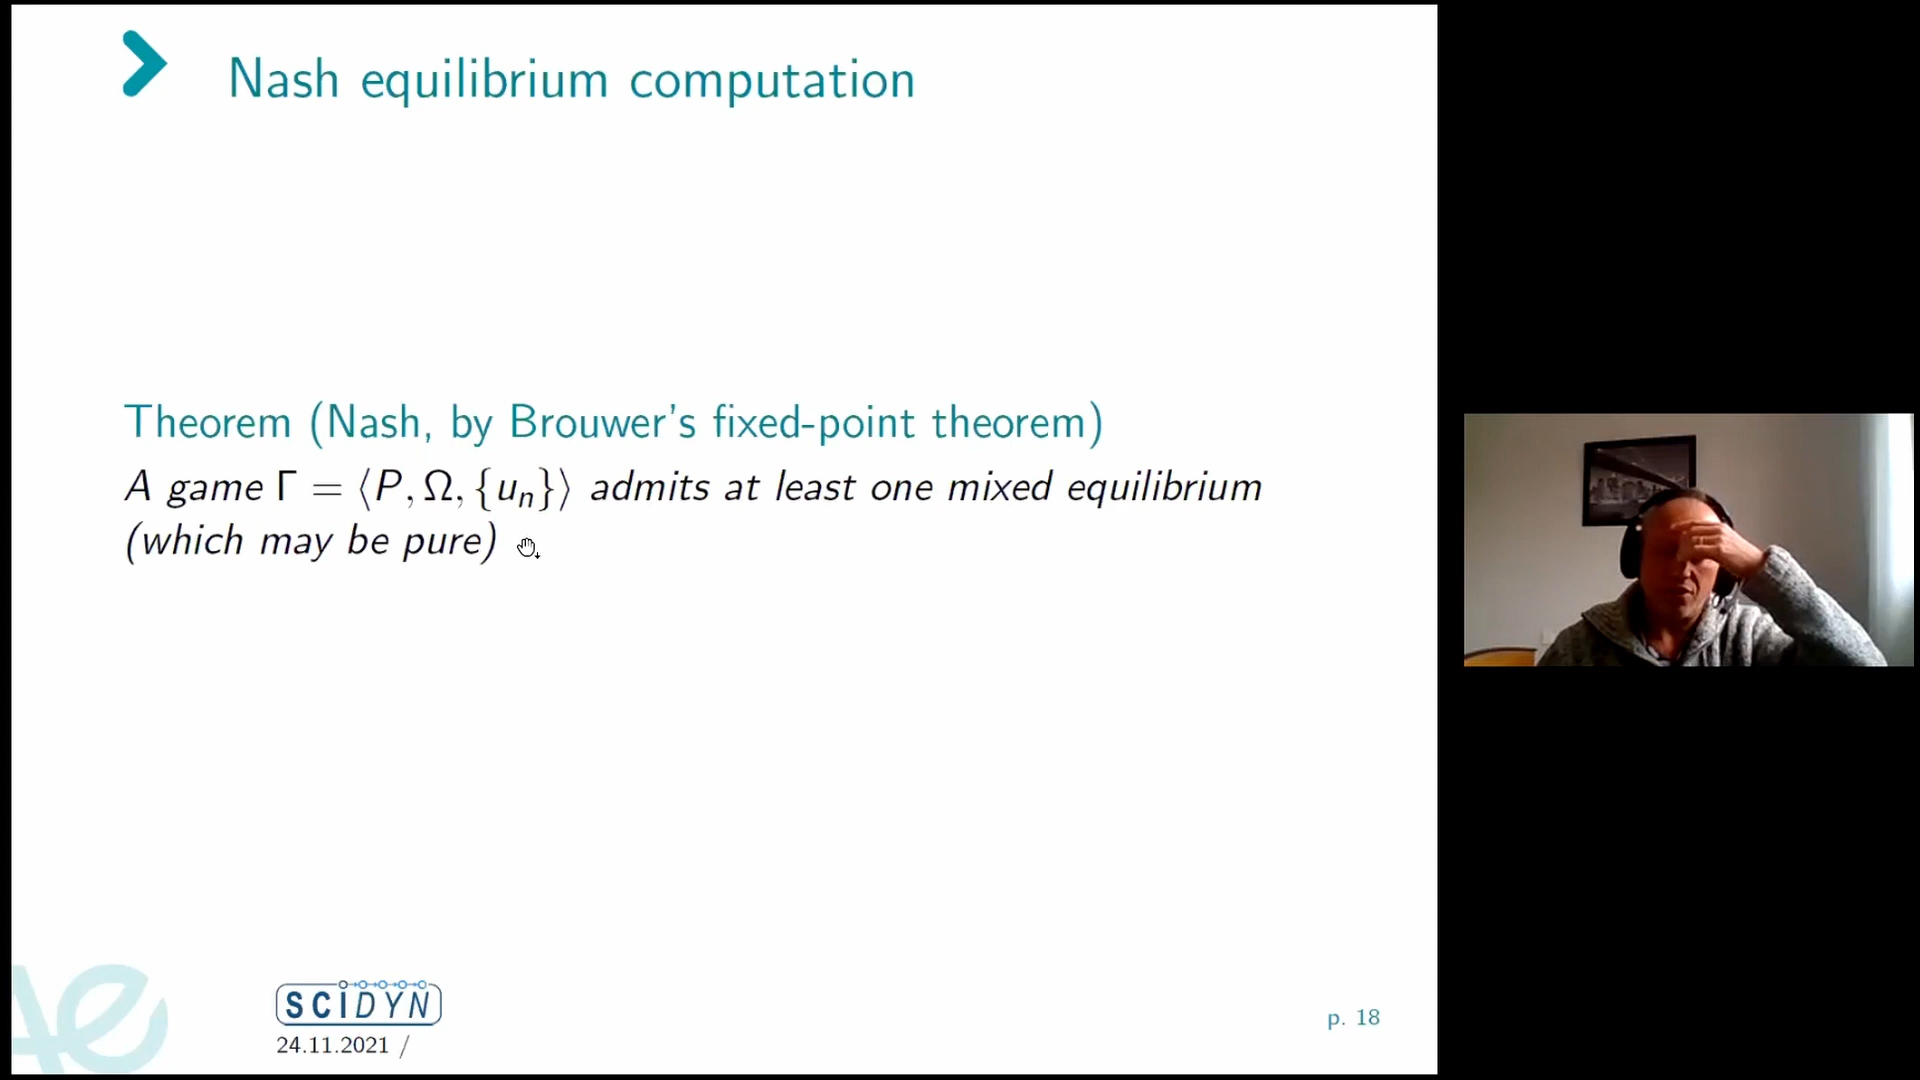 Nash equilibrium computation
Theorem (Nash, by Brouwer's fixed-point theorem)
A game Γ = ⟨P, Ω, {uₙ}⟩ admits at least one mixed equilibrium
(which may be pure)
SCIDYN
24.11.2021 /
p. 18